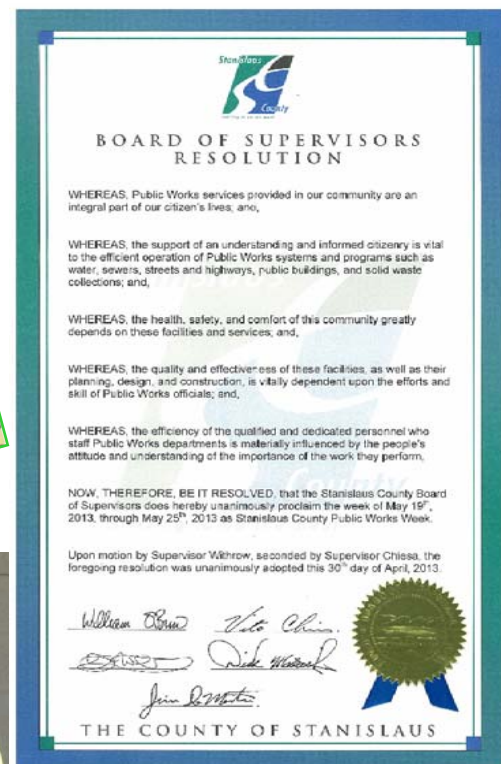 Stanislaus
County
BOARD OF SUPERVISORS
RESOLUTION
WHEREAS, Public Works services provided in our community are an
integral part of our citizen's lives; and,
WHEREAS, the support of an understanding and informed citizenry is vital
to the efficient operation of Public Works systems and programs such as
water, sewers, streets and highways, public buildings, and solid waste
collections; and,
WHEREAS, the health, safety, and comfort of this community greatly
depends on these facilities and services; and,
WHEREAS, the quality and effectiveness of these facilities, as well as their
planning, design, and construction, is vitally dependent upon the efforts and
skill of Public Works officials; and,
WHEREAS, the efficiency of the qualified and dedicated personnel who
staff Public Works departments is materially influenced by the people's
attitude and understanding of the importance of the work they perform,
NOW, THEREFORE, BE IT RESOLVED, that the Stanislaus County Board
of Supervisors does hereby unanimously proclaim the week of May 19th,
2013, through May 25th, 2013 as Stanislaus County Public Works Week.
Upon motion by Supervisor Withrow, seconded by Supervisor Chiesa, the
foregoing resolution was unanimously adopted this 30th day of April, 2013.
William O'Brien Vito Chiesa
Jim DeMartini
THE COUNTY OF STANISLAUS